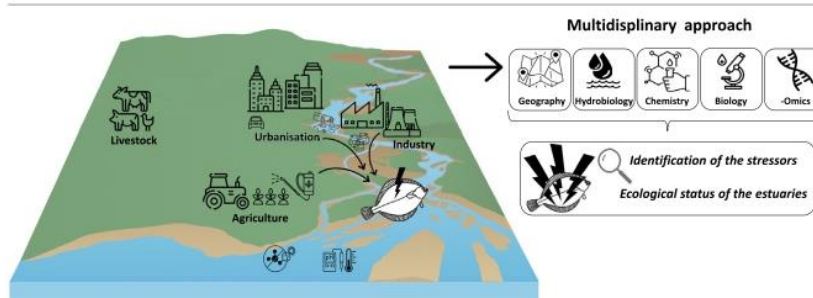 Multidisplinary approach
Geography Hydrobiology Chemistry Biology -Omics
Livestock
Urbanisation
Industry
Agriculture
Identification of the stressors
Ecological status of the estuaries
pH